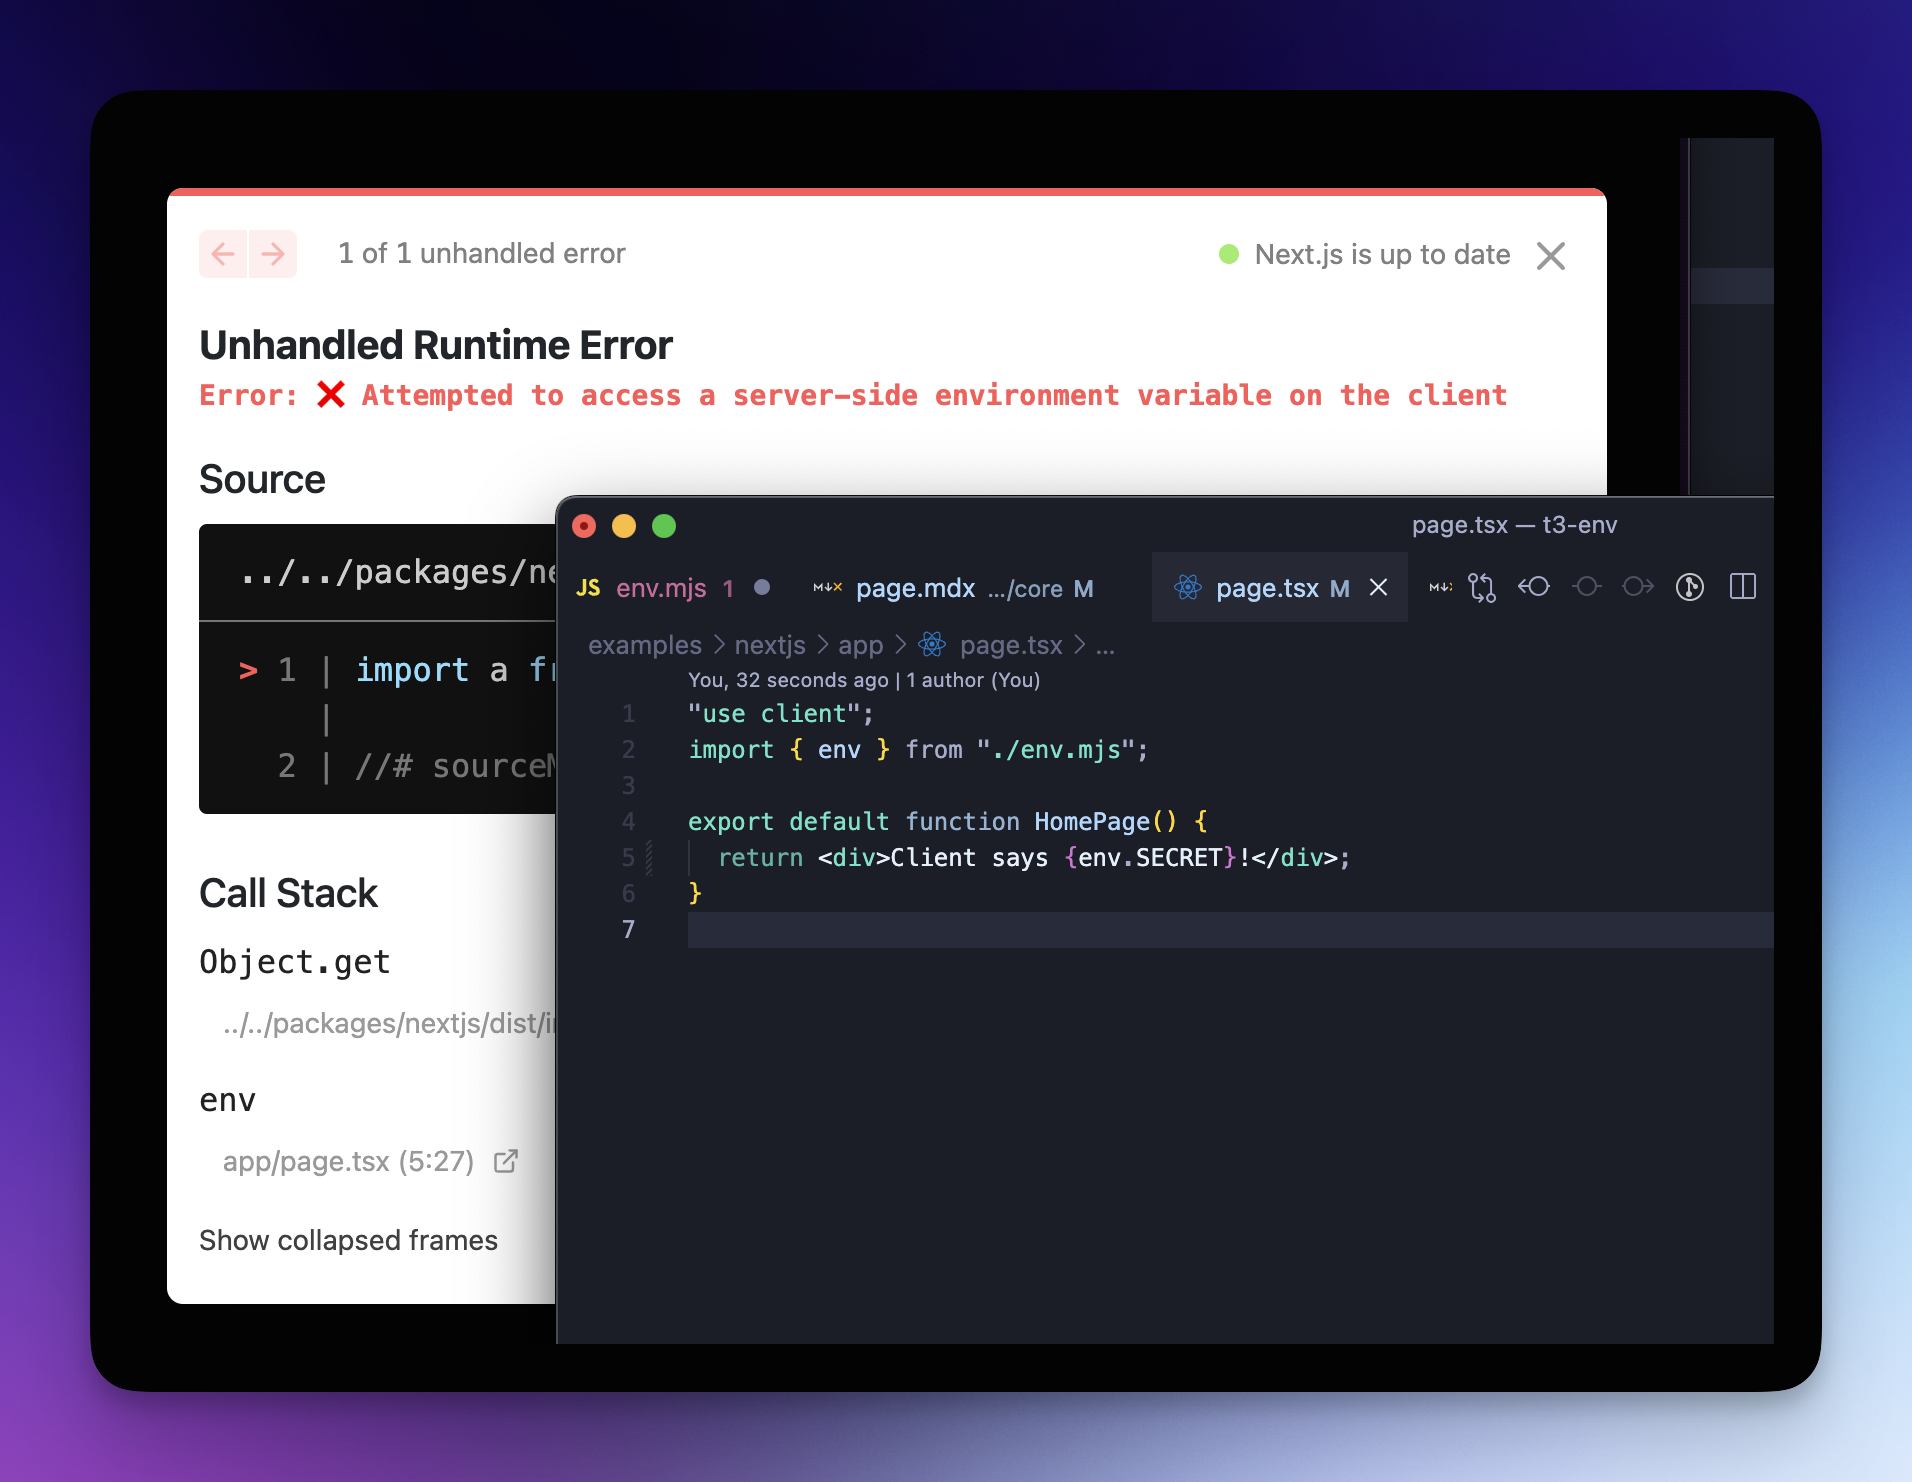 1 of 1 unhandled error
Next.js is up to date
Unhandled Runtime Error
Error: ❌ Attempted to access a server-side environment variable on the client
Source
../../packages/ne
> 1 | import a fr
|
2 | //# sourceM
Call Stack
Object.get
../../packages/nextjs/dist/in
env
app/page.tsx (5:27)
Show collapsed frames
page.tsx — t3-env
JS env.mjs 1 ● M↓× page.mdx .../core M page.tsx M × M↓
examples > nextjs > app > page.tsx > ...
You, 32 seconds ago | 1 author (You)
1 "use client";
2 import { env } from "./env.mjs";
3
4 export default function HomePage() {
5 return <div>Client says {env.SECRET}!</div>;
6 }
7